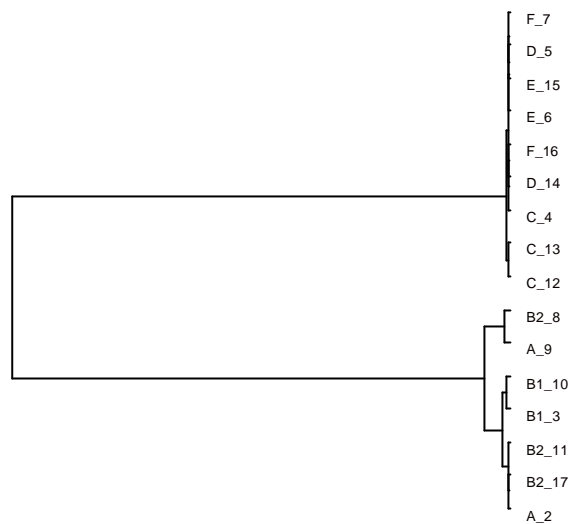 F_7
D_5
E_15
E_6
F_16
D_14
C_4
C_13
C_12
B2_8
A_9
B1_10
B1_3
B2_11
B2_17
A_2